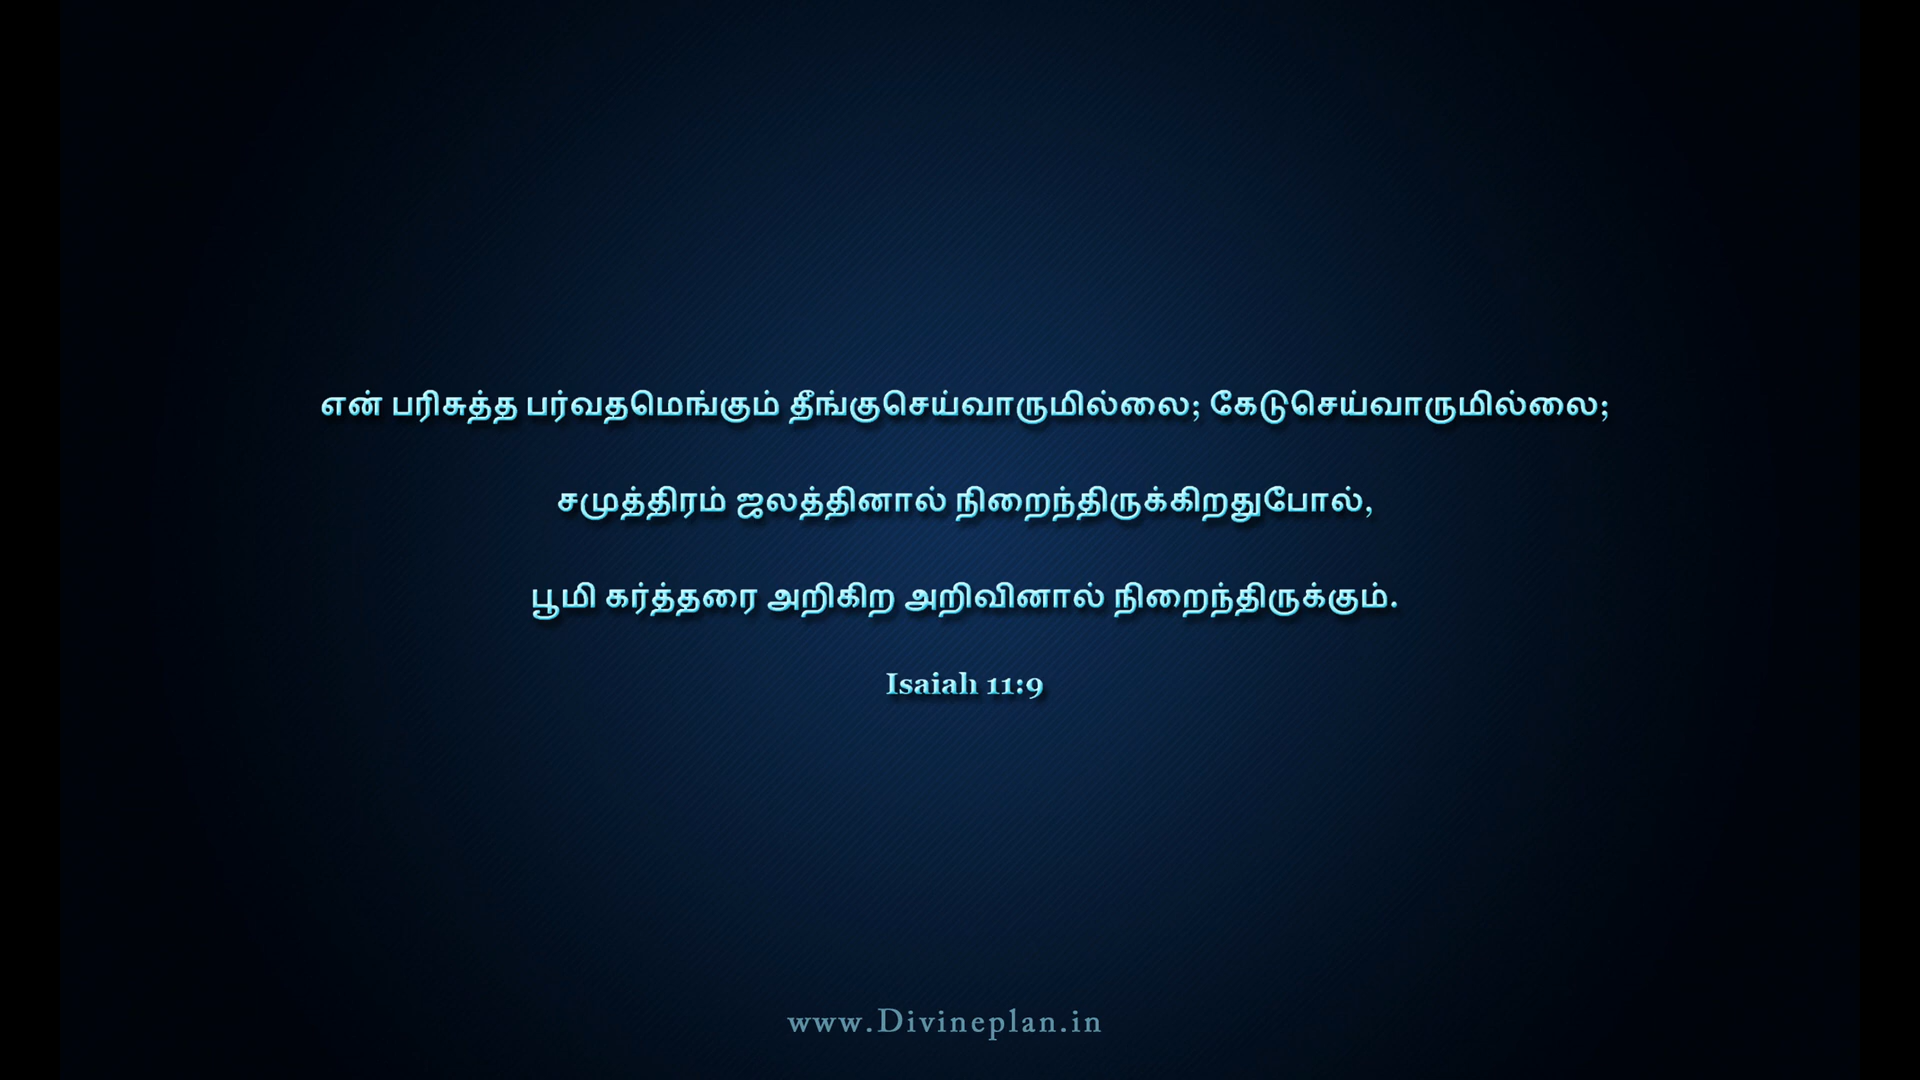 என் பரிசுத்த பர்வதமெங்கும் தீங்குசெய்வாருமில்லை; கேடுசெய்வாருமில்லை;
சமுத்திரம் ஜலத்தினால் நிறைந்திருக்கிறதுபோல்,
பூமி கர்த்தரை அறிகிற அறிவினால் நிறைந்திருக்கும்.
Isaiah 11:9
www.Divineplan.in